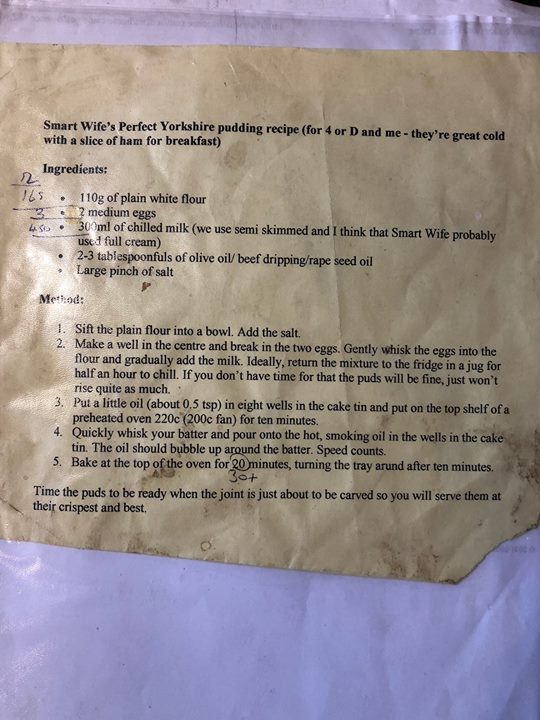 Smart Wife's Perfect Yorkshire pudding recipe (for 4 or D and me - they're great cold
with a slice of ham for breakfast)
Ingredients:
12
165 • 110g of plain white flour
3 • 2 medium eggs
450 • 300ml of chilled milk (we use semi skimmed and I think that Smart Wife probably
used full cream)
• 2-3 tablespoonfuls of olive oil/ beef dripping/rape seed oil
• Large pinch of salt
Method:
1. Sift the plain flour into a bowl. Add the salt.
2. Make a well in the centre and break in the two eggs. Gently whisk the eggs into the
flour and gradually add the milk. Ideally, return the mixture to the fridge in a jug for
half an hour to chill. If you don't have time for that the puds will be fine, just won't
rise quite as much.
3. Put a little oil (about 0.5 tsp) in eight wells in the cake tin and put on the top shelf of a
preheated oven 220c (200c fan) for ten minutes.
4. Quickly whisk your batter and pour onto the hot, smoking oil in the wells in the cake
tin. The oil should bubble up around the batter. Speed counts.
5. Bake at the top of the oven for 20 minutes, turning the tray arund after ten minutes.
30+
Time the puds to be ready when the joint is just about to be carved so you will serve them at
their crispest and best.